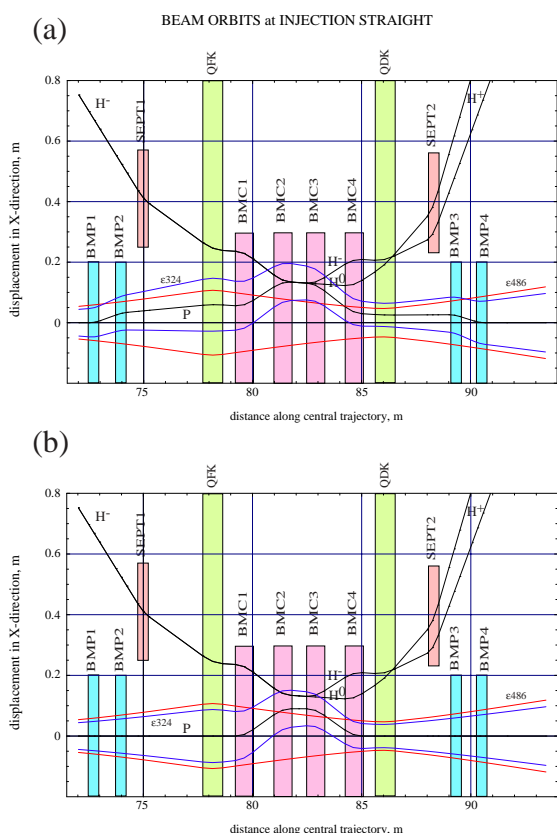 BEAM ORBITS at INJECTION STRAIGHT
(a)
QFK
QDK
0.8
0.6
0.4
0.2
0
displacement in X-direction, m
H-
SEPT1
BMP1
BMP2
ε324
P
BMC1
BMC2
BMC3
BMC4
H-
H0
SEPT2
H+
BMP3
BMP4
ε486
75 80 85 90
distance along central trajectory, m
(b)
QFK
QDK
0.8
0.6
0.4
0.2
0
displacement in X-direction, m
H-
SEPT1
BMP1
BMP2
ε324
P
BMC1
BMC2
BMC3
BMC4
H-
H0
SEPT2
H+
BMP3
BMP4
ε486
75 80 85 90
distance along central trajectory, m